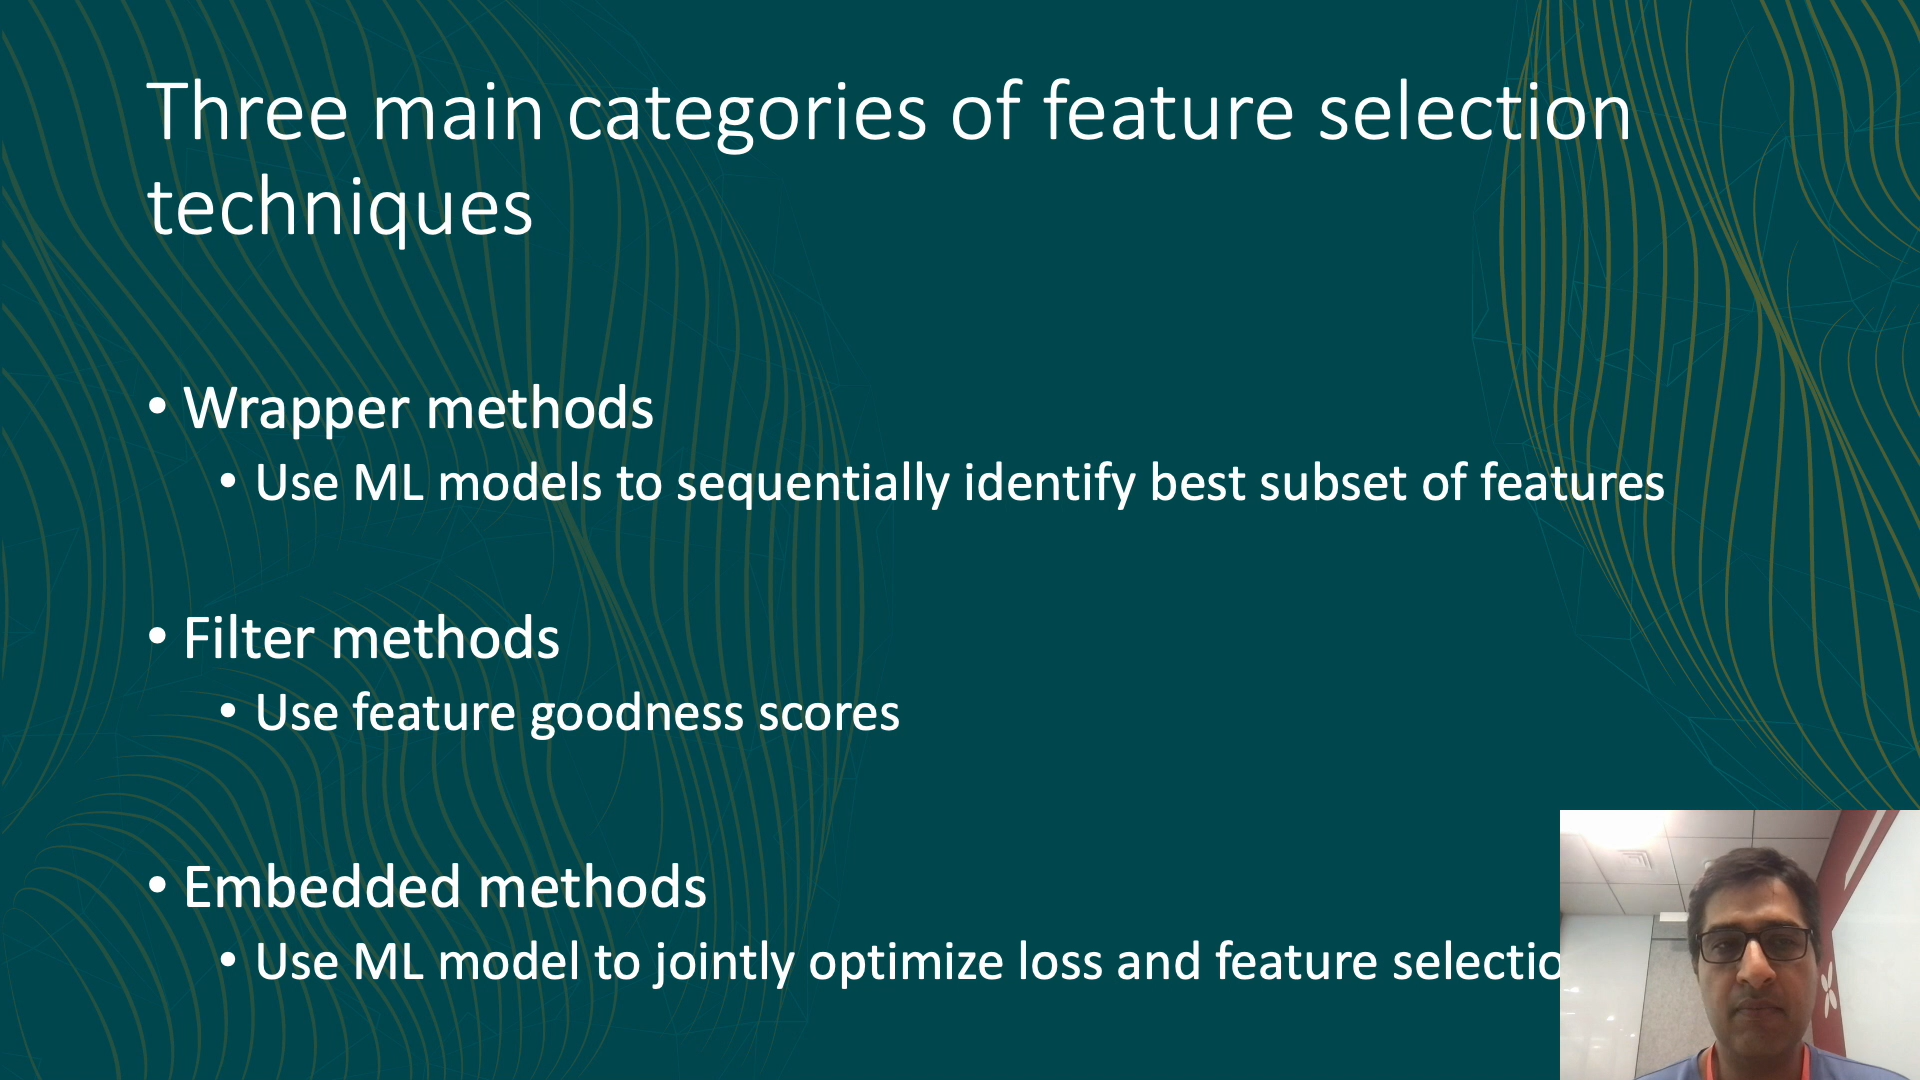 Three main categories of feature selection
techniques
• Wrapper methods
• Use ML models to sequentially identify best subset of features
• Filter methods
• Use feature goodness scores
• Embedded methods
• Use ML model to jointly optimize loss and feature selectio